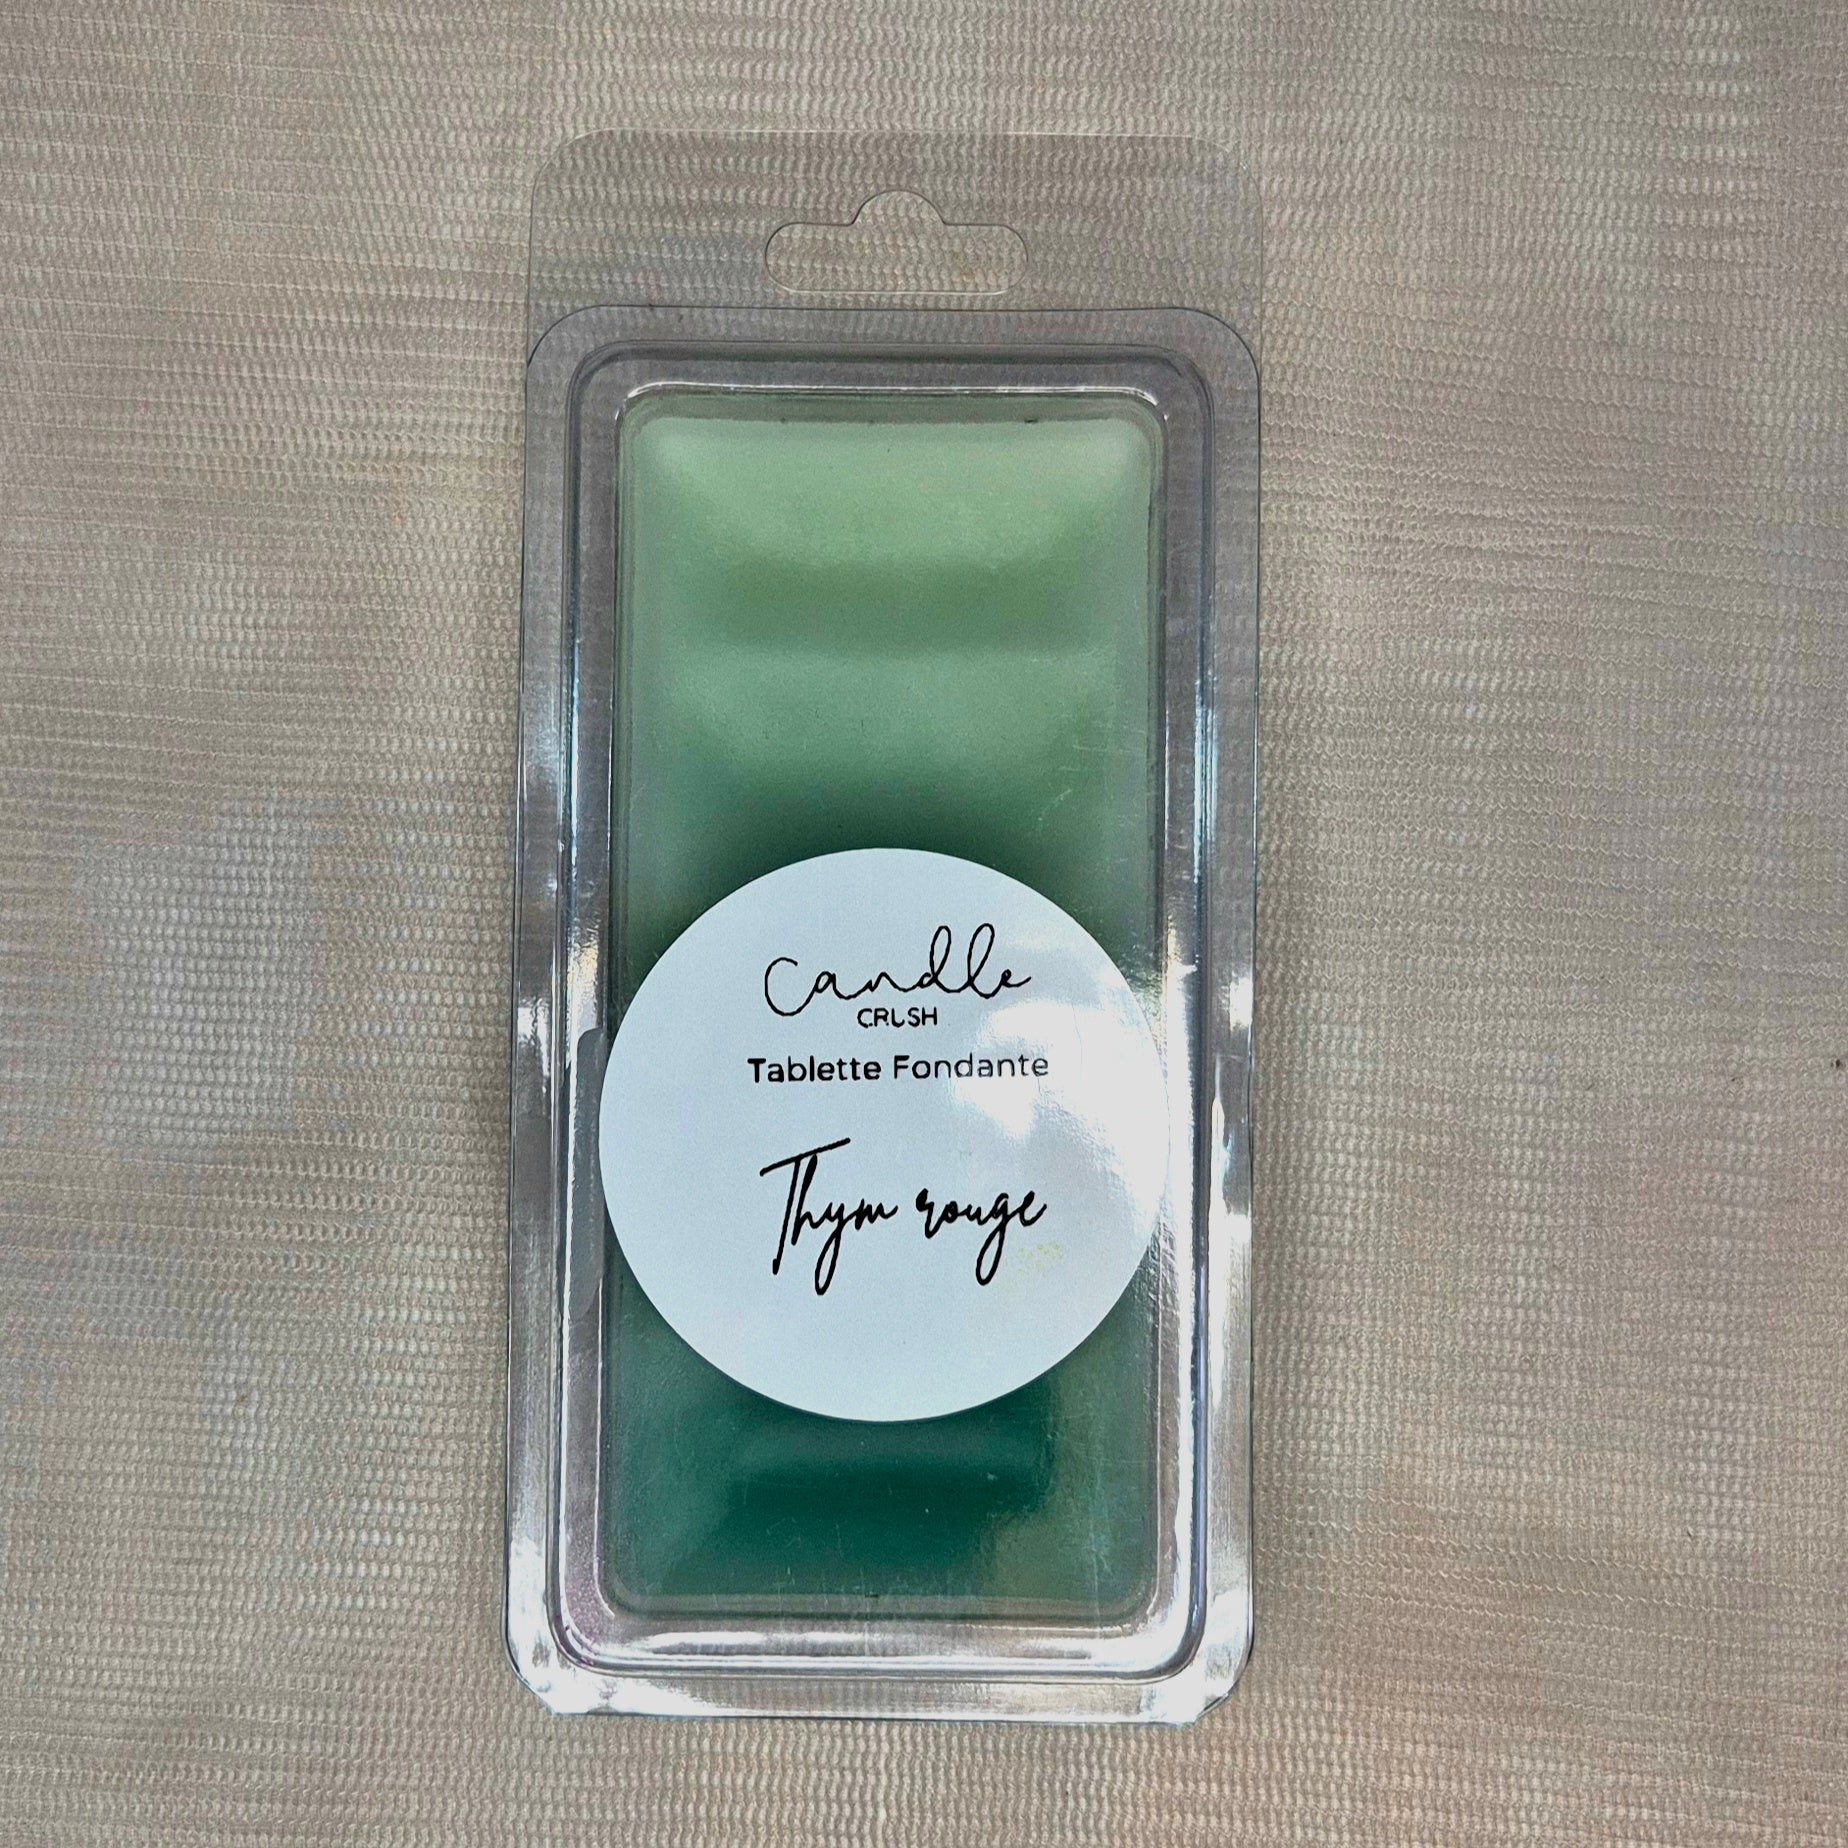 Candle
CRUSH
Tablette Fondante
Thym rouge